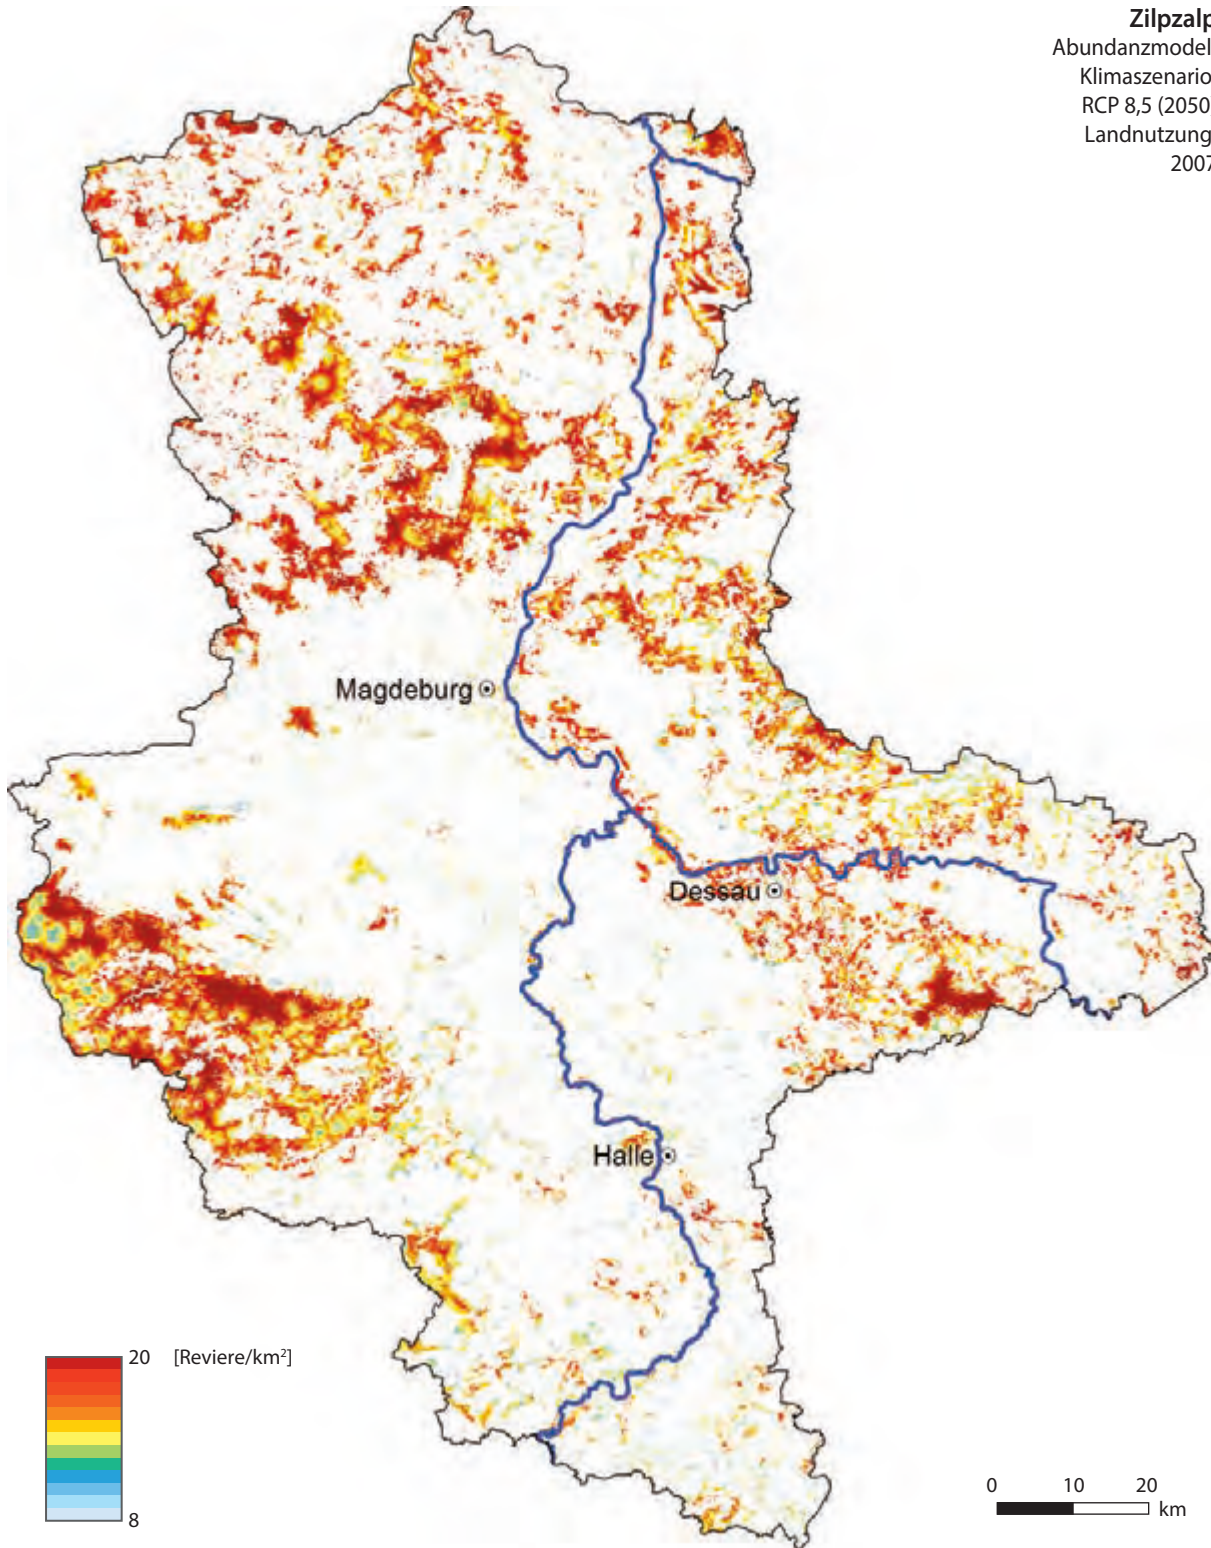 Zilpzalp
Abundanzmodel
Klimaszenario
RCP 8,5 (2050
Landnutzung
2007
Magdeburg
Dessau
Halle
20 [Reviere/km²]
8
0 10 20
km